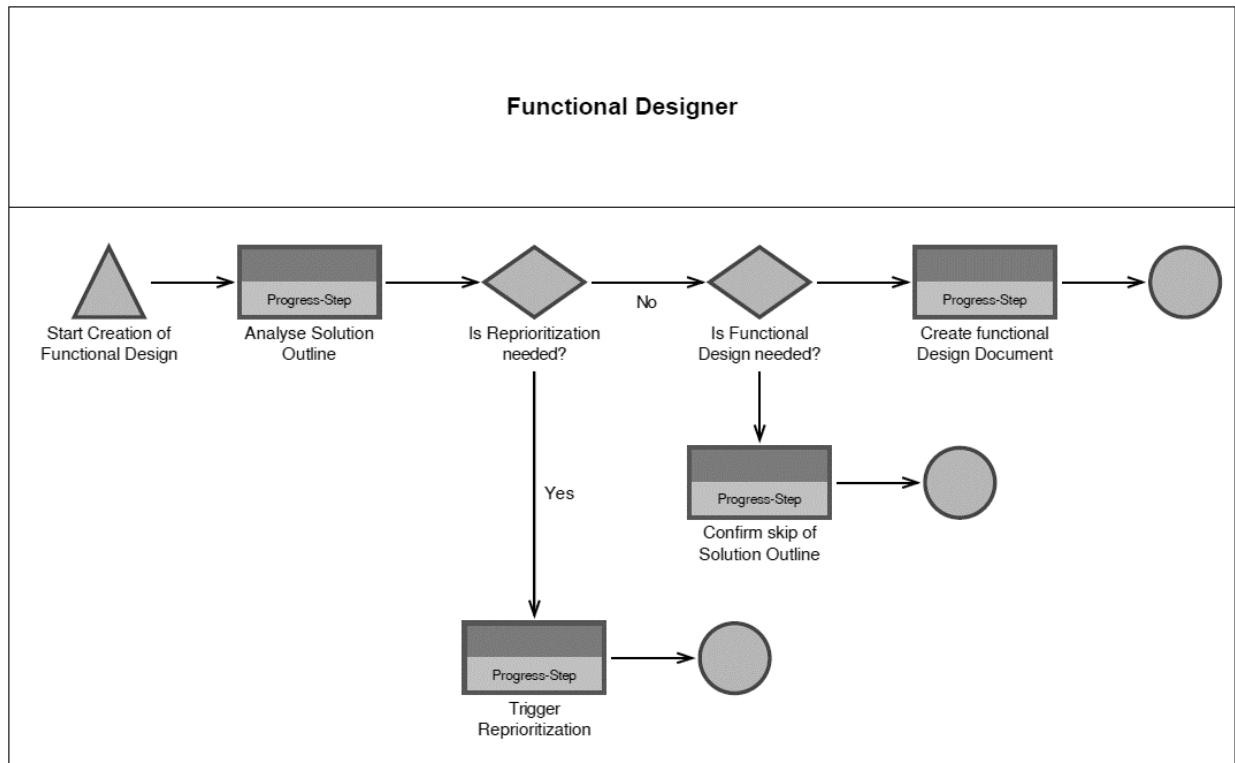 Functional Designer
Progress-Step
Start Creation of
Functional Design
Analyse Solution
Outline
Is Reprioritization
needed?
No
Is Functional
Design needed?
Progress-Step
Create functional
Design Document
Yes
Progress-Step
Confirm skip of
Solution Outline
Progress-Step
Trigger
Reprioritization